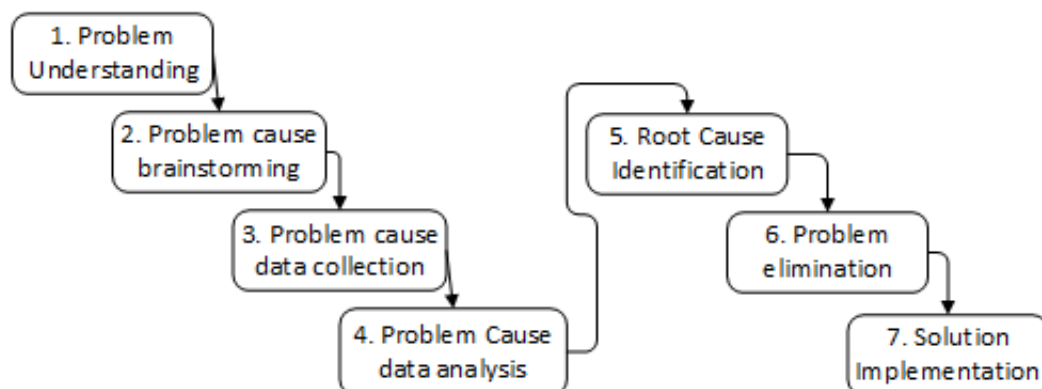 1. Problem
Understanding
2. Problem cause
brainstorming
3. Problem cause
data collection
4. Problem Cause
data analysis
5. Root Cause
Identification
6. Problem
elimination
7. Solution
Implementation